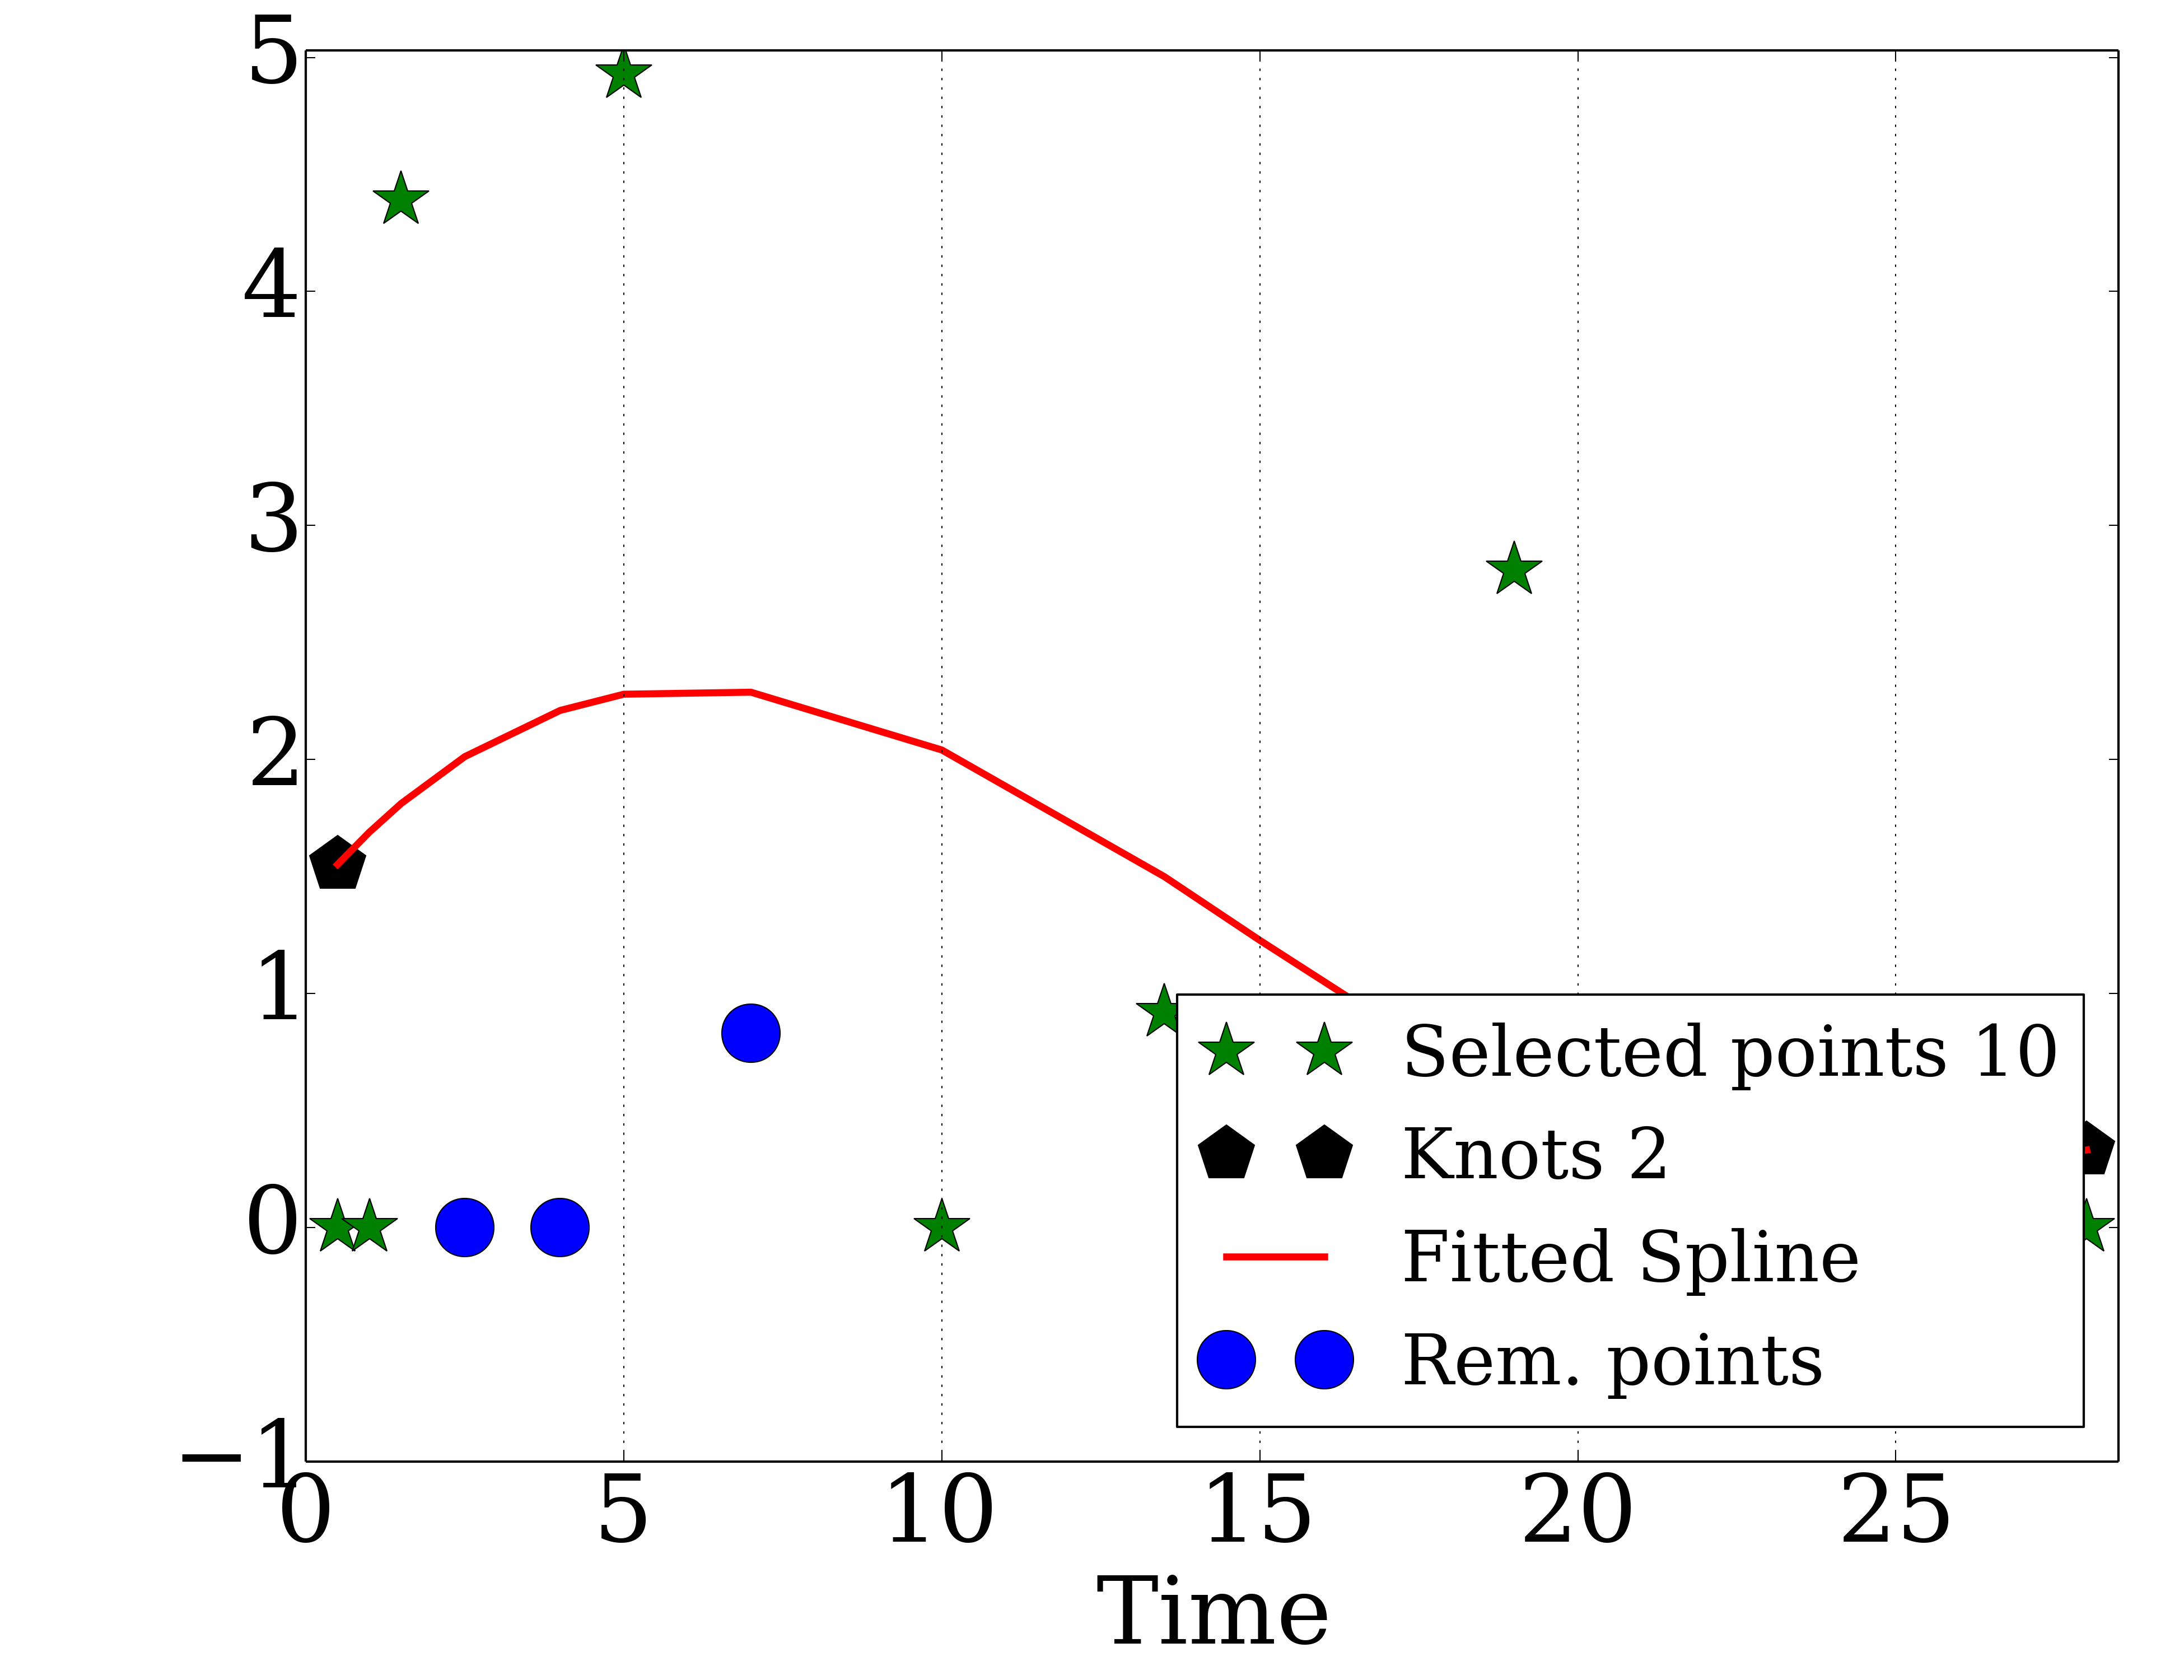 5
4
3
2
1
0
−1
0 5 10 15 20 25
Time
Selected points 10
Knots 2
Fitted Spline
Rem. points